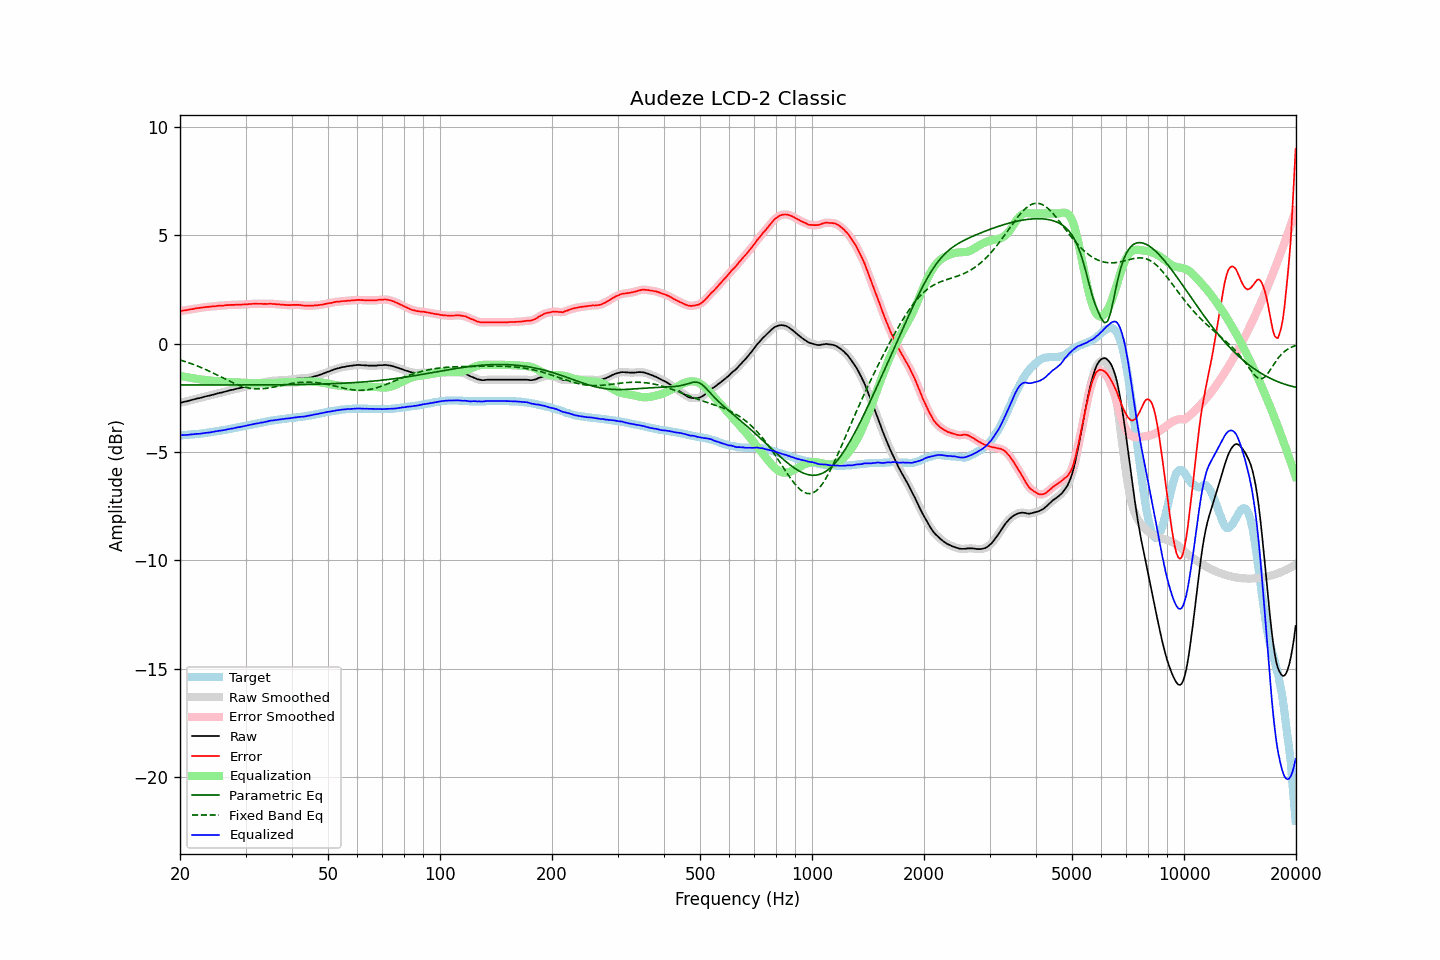 Audeze LCD-2 Classic
Amplitude (dBr)
10
5
0
−5
−10
−15
−20
Target
Raw Smoothed
Error Smoothed
Raw
Error
Equalization
Parametric Eq
Fixed Band Eq
Equalized
20 50 100 200 500 1000 2000 5000 10000 20000
Frequency (Hz)